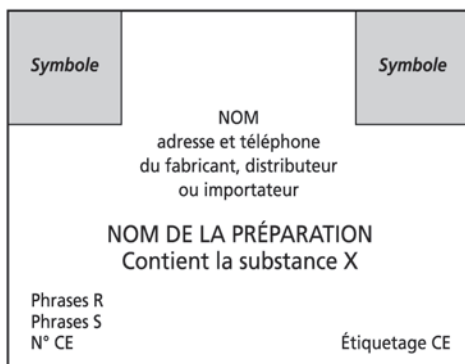 Symbole
Symbole
NOM
adresse et téléphone
du fabricant, distributeur
ou importateur
NOM DE LA PRÉPARATION
Contient la substance X
Phrases R
Phrases S
N° CE
Étiquetage CE